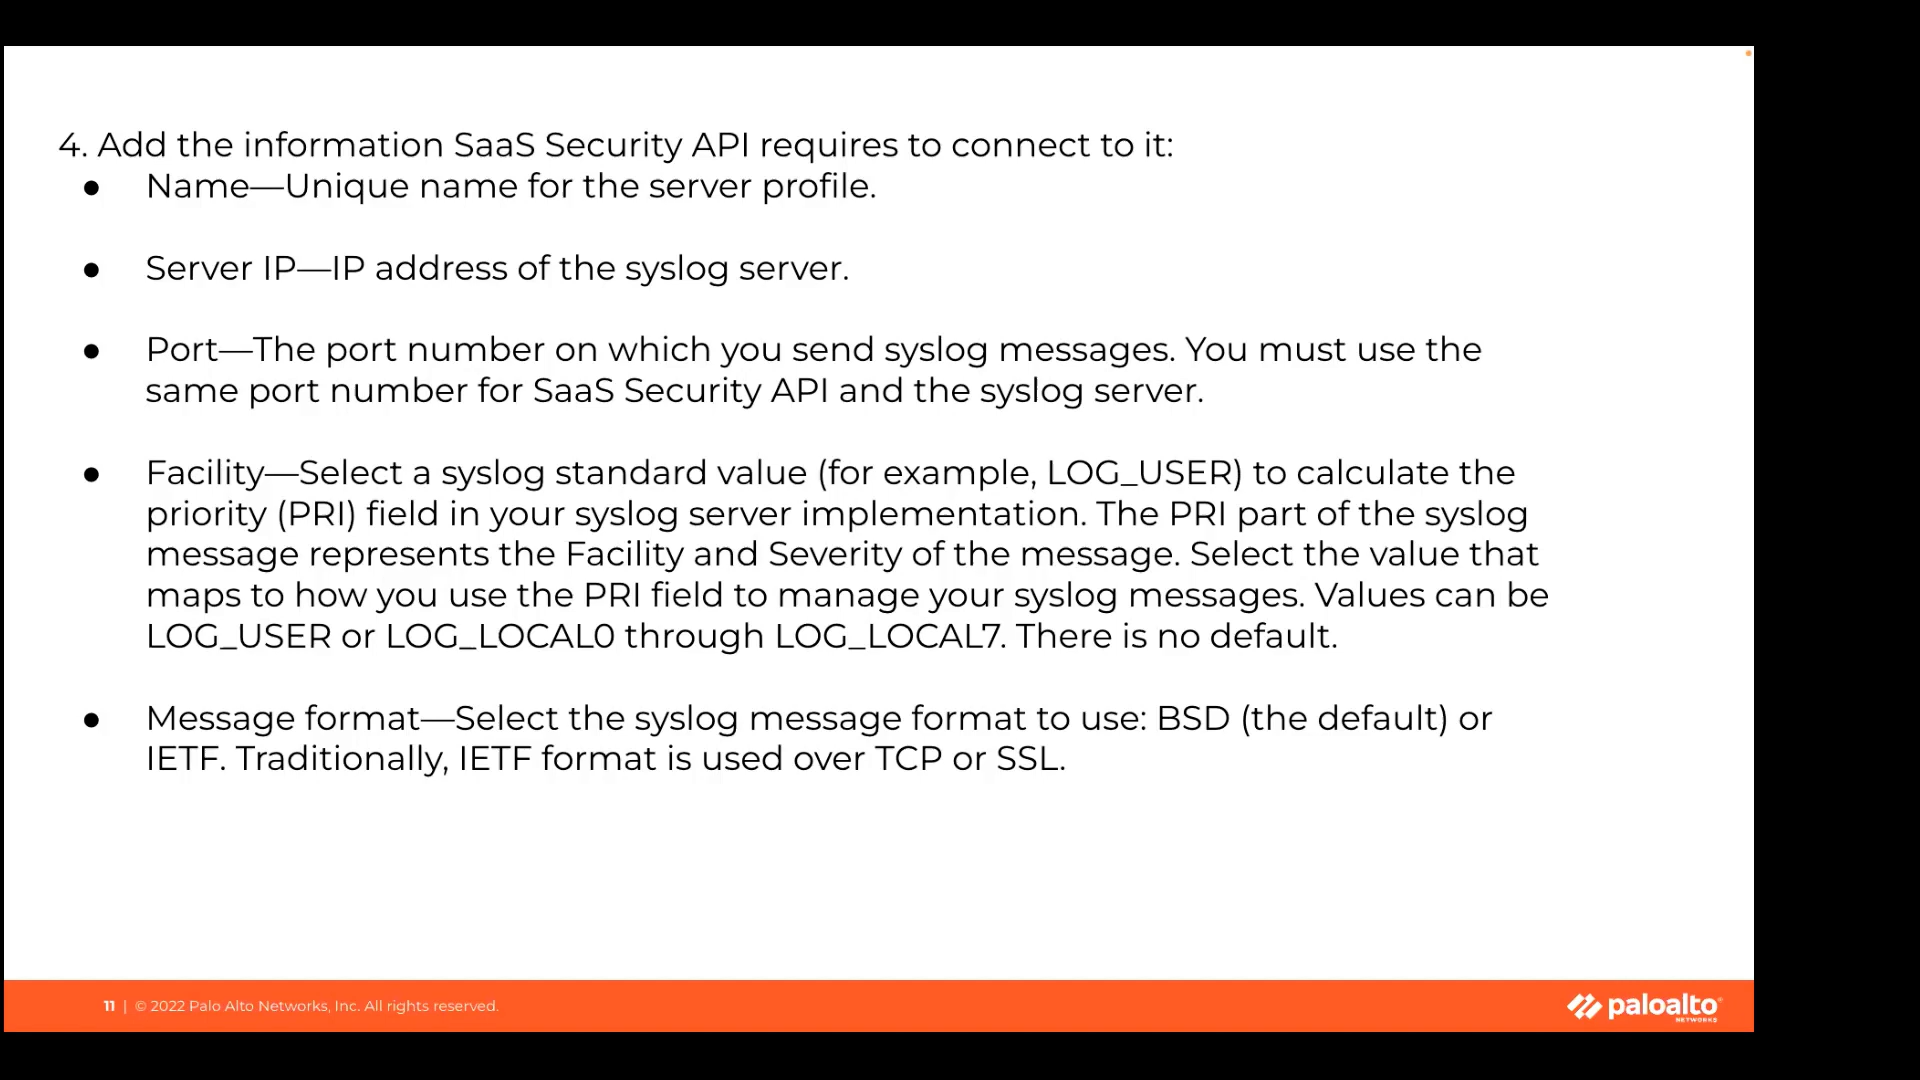 4. Add the information SaaS Security API requires to connect to it:
● Name—Unique name for the server profile.
● Server IP—IP address of the syslog server.
● Port—The port number on which you send syslog messages. You must use the
same port number for SaaS Security API and the syslog server.
● Facility—Select a syslog standard value (for example, LOG_USER) to calculate the
priority (PRI) field in your syslog server implementation. The PRI part of the syslog
message represents the Facility and Severity of the message. Select the value that
maps to how you use the PRI field to manage your syslog messages. Values can be
LOG_USER or LOG_LOCAL0 through LOG_LOCAL7. There is no default.
● Message format—Select the syslog message format to use: BSD (the default) or
IETF. Traditionally, IETF format is used over TCP or SSL.
11 | © 2022 Palo Alto Networks, Inc. All rights reserved.
paloalto
NETWORKS